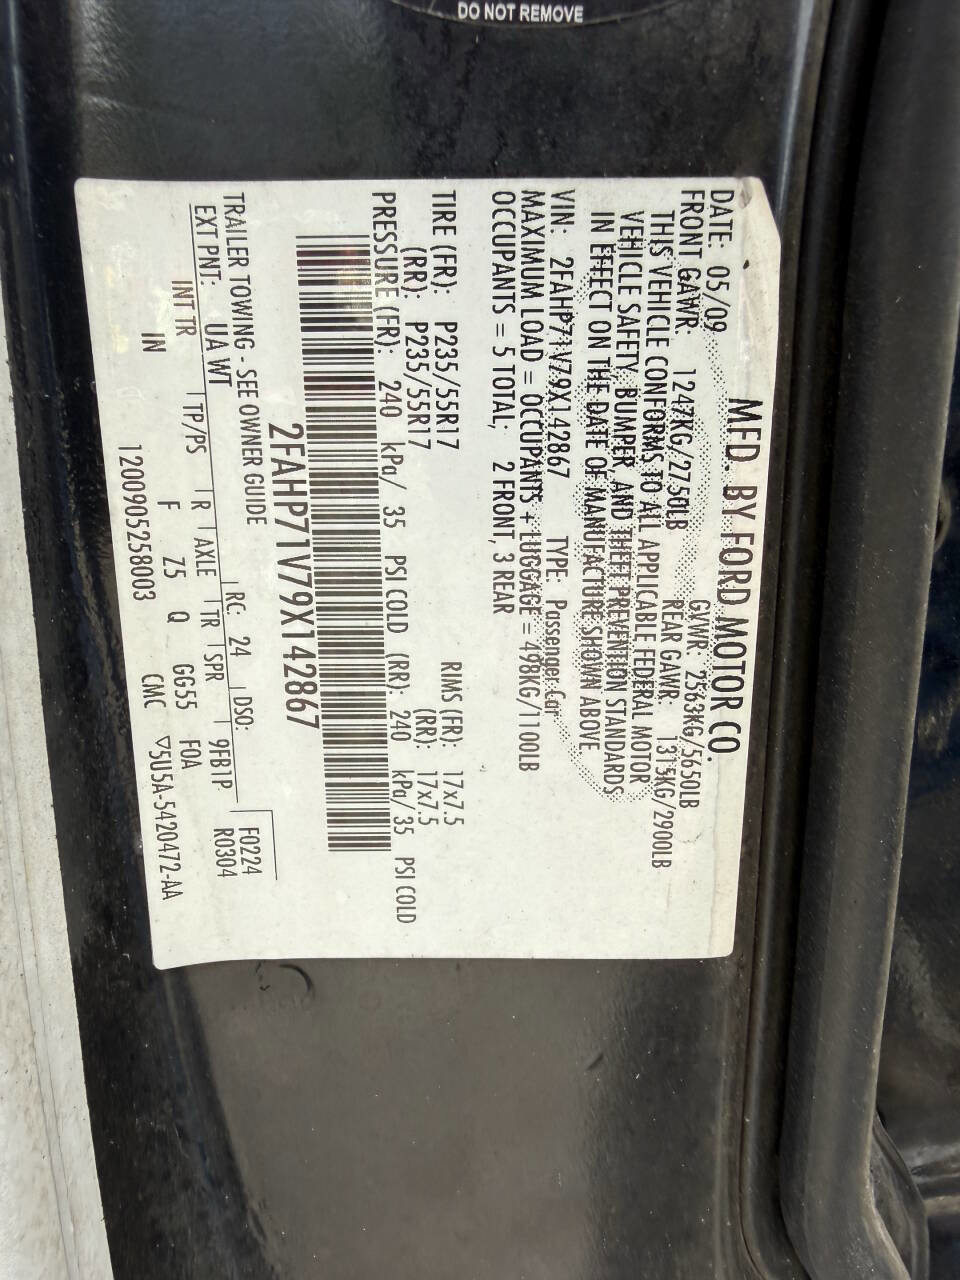 DO NOT REMOVE
MFD. BY FORD MOTOR CO.
DATE: 05/09 GVWR: 2563KG/5650LB
FRONT GAWR: 1247KG/2750LB REAR GAWR: 1315KG/2900LB
THIS VEHICLE CONFORMS TO ALL APPLICABLE FEDERAL MOTOR
VEHICLE SAFETY, BUMPER, AND THEFT PREVENTION STANDARDS
IN EFFECT ON THE DATE OF MANUFACTURE SHOWN ABOVE.
VIN: 2FAHP71V79X142867 TYPE: Passenger Car
MAXIMUM LOAD = OCCUPANTS + LUGGAGE = 498KG/1100LB
OCCUPANTS = 5 TOTAL; 2 FRONT, 3 REAR
TIRE (FR): P235/55R17 RIMS (FR): 17x7.5
(RR): P235/55R17 (RR): 17x7.5
PRESSURE (FR): 240 kPa/ 35 PSI COLD (RR): 240 kPa/35 PSI COLD
2FAHP71V79X142867
TRAILER TOWING - SEE OWNER GUIDE
RC: 24 DSO: F0224
EXT PNT: UA WT 9FB1P R0304
INT TR TP/PS R AXLE TR SPR
IN F Z5 Q GG55 F0A
1200905258003 CMC ▽5U5A-5420472-AA